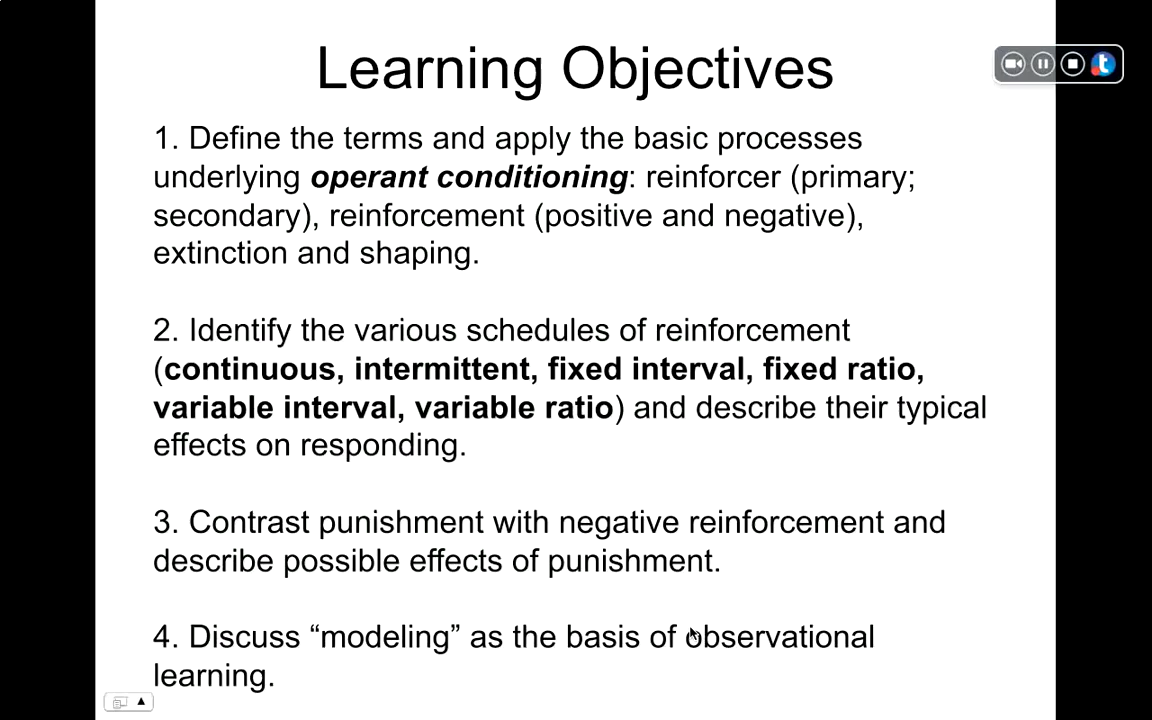 Learning Objectives
1. Define the terms and apply the basic processes
underlying operant conditioning: reinforcer (primary;
secondary), reinforcement (positive and negative),
extinction and shaping.
2. Identify the various schedules of reinforcement
(continuous, intermittent, fixed interval, fixed ratio,
variable interval, variable ratio) and describe their typical
effects on responding.
3. Contrast punishment with negative reinforcement and
describe possible effects of punishment.
4. Discuss “modeling” as the basis of observational
learning.
t